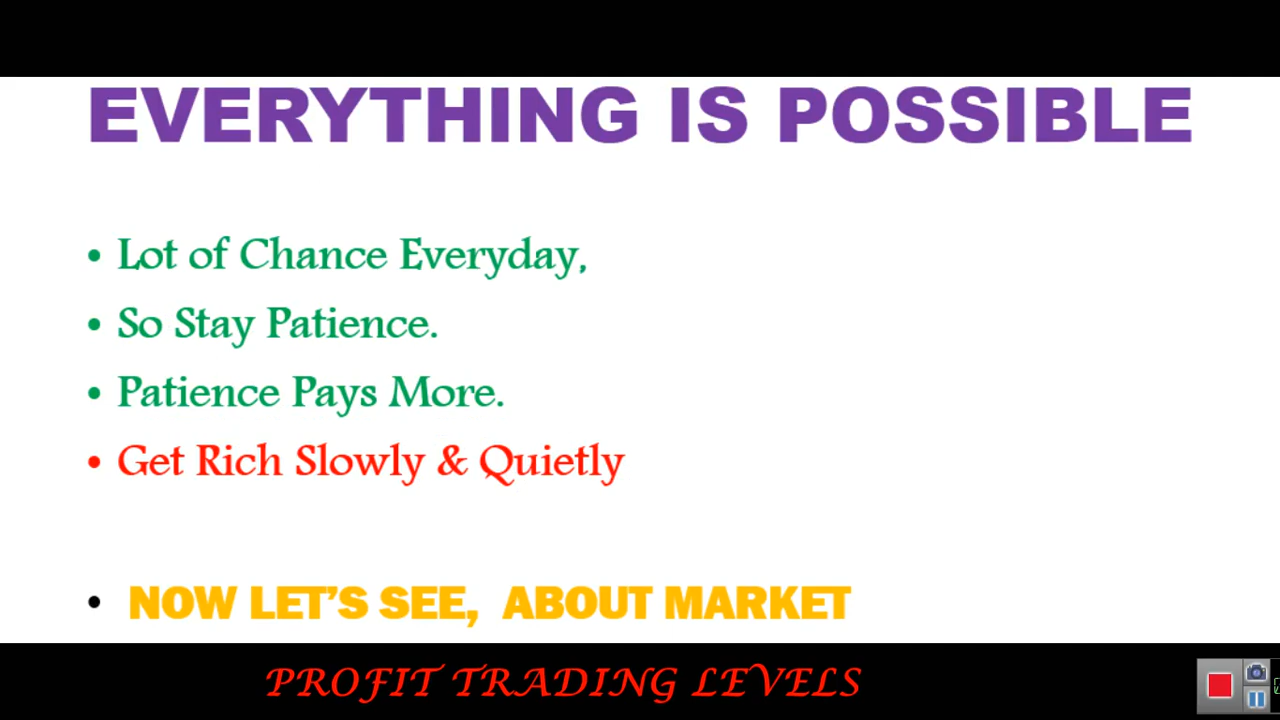 EVERYTHING IS POSSIBLE
• Lot of Chance Everyday,
• So Stay Patience.
• Patience Pays More.
• Get Rich Slowly & Quietly
• NOW LET’S SEE, ABOUT MARKET
PROFIT TRADING LEVELS